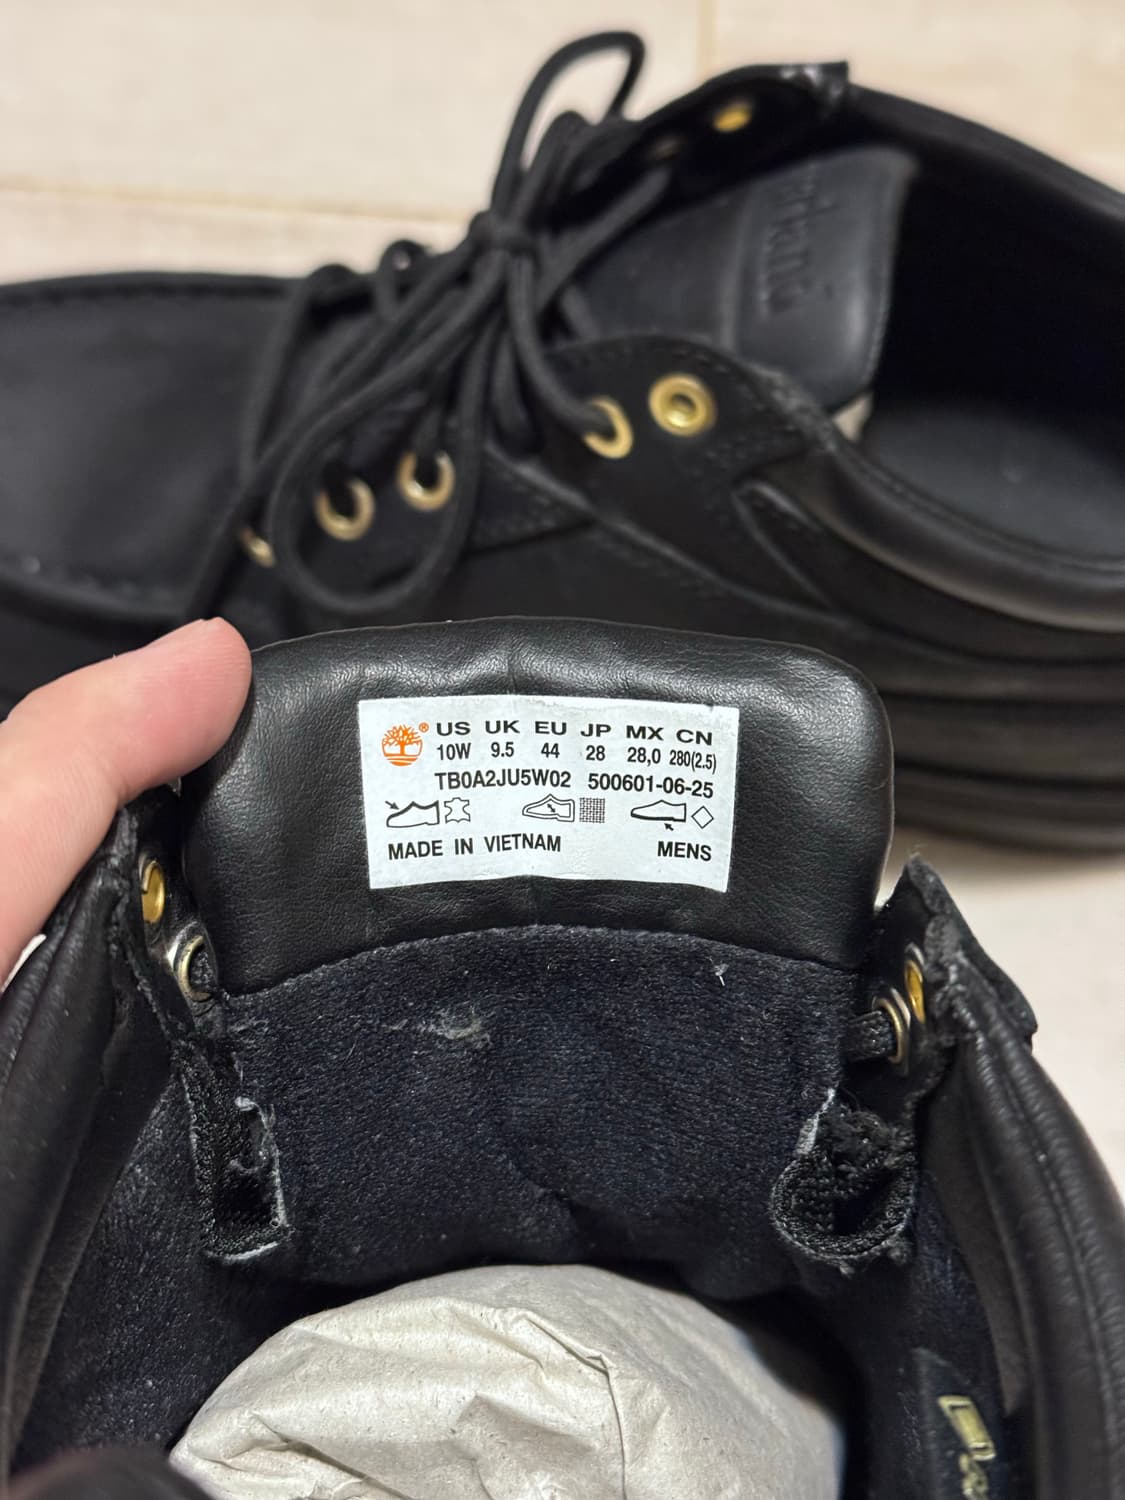 US UK EU JP MX CN
10W 9.5 44 28 28,0 280(2.5)
TB0A2JU5W02 500601-06-25
MADE IN VIETNAM MENS